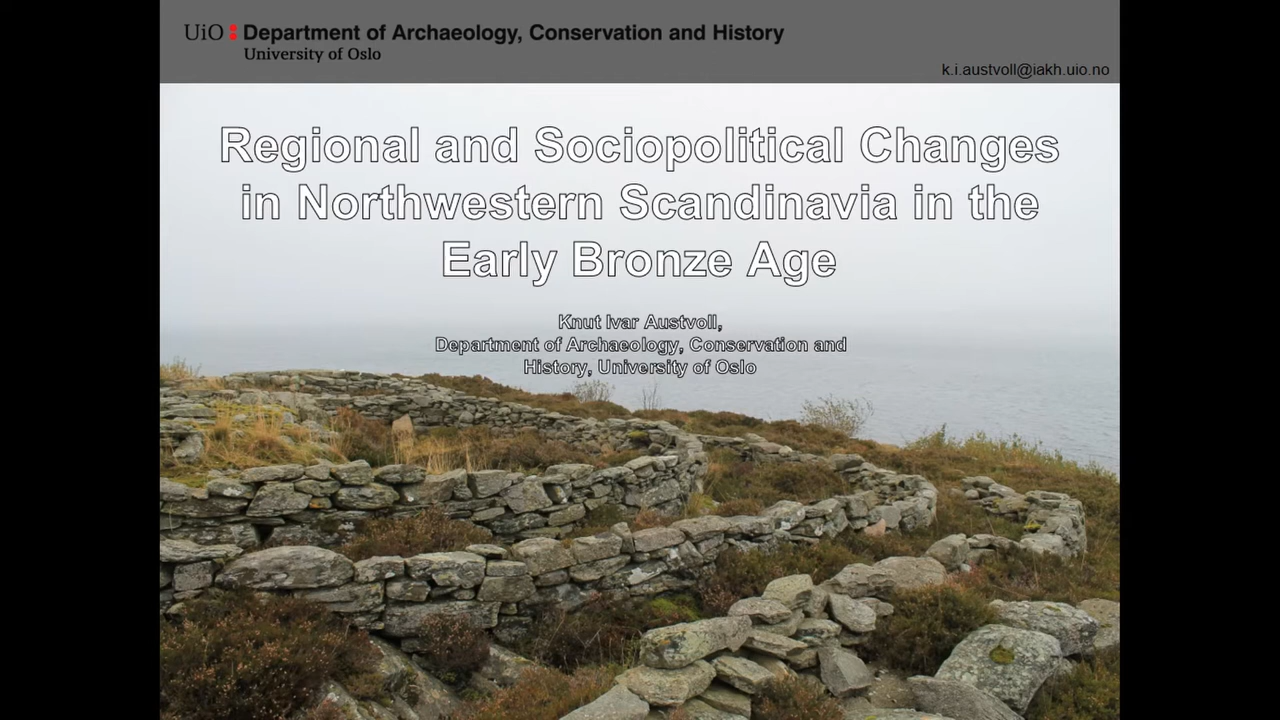 UiO : Department of Archaeology, Conservation and History
University of Oslo
k.i.austvoll@iakh.uio.no
Regional and Sociopolitical Changes
in Northwestern Scandinavia in the
Early Bronze Age
Knut Ivar Austvoll,
Department of Archaeology, Conservation and
History, University of Oslo